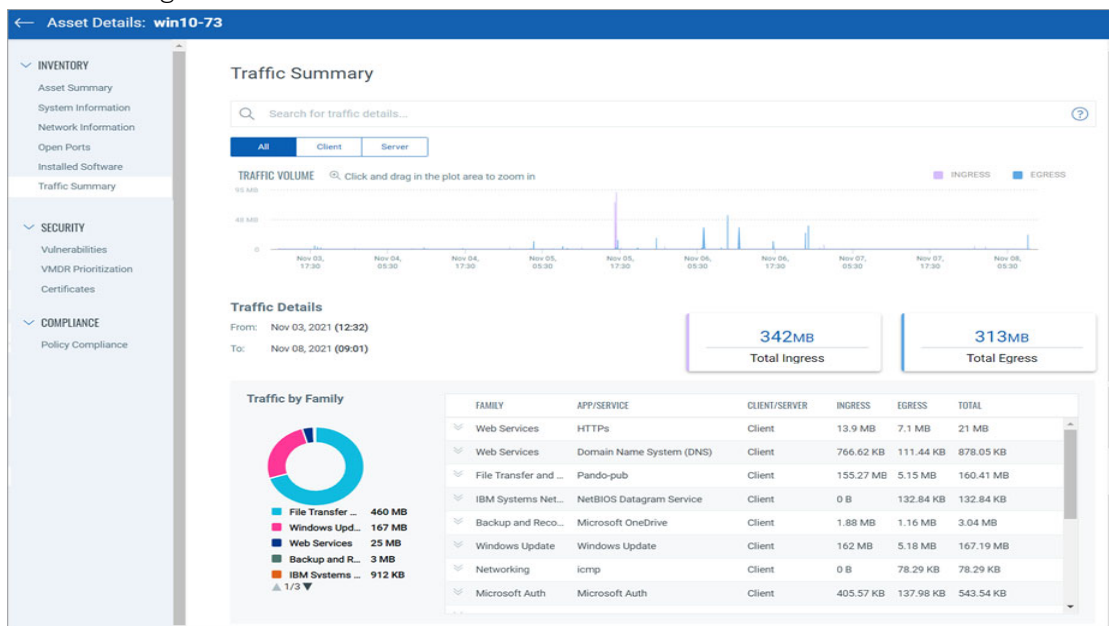 ← Asset Details: win10-73
INVENTORY
Asset Summary
System Information
Network Information
Open Ports
Installed Software
Traffic Summary
SECURITY
Vulnerabilities
VMDR Prioritization
Certificates
COMPLIANCE
Policy Compliance
Traffic Summary
Search for traffic details...
All Client Server
TRAFFIC VOLUME Click and drag in the plot area to zoom in INGRESS EGRESS
95 MB
48 MB
0
Nov 03, 17:30
Nov 04, 05:30
Nov 04, 17:30
Nov 05, 05:30
Nov 05, 17:30
Nov 06, 05:30
Nov 06, 17:30
Nov 07, 05:30
Nov 07, 17:30
Nov 08, 05:30
Traffic Details
From: Nov 03, 2021 (12:32)
To: Nov 08, 2021 (09:01)
342MB
Total Ingress
313MB
Total Egress
Traffic by Family
File Transfer ... 460 MB
Windows Upd... 167 MB
Web Services 25 MB
Backup and R... 3 MB
IBM Systems ... 912 KB
▲ 1/3 ▼
FAMILY APP/SERVICE CLIENT/SERVER INGRESS EGRESS TOTAL
Web Services HTTPs Client 13.9 MB 7.1 MB 21 MB
Web Services Domain Name System (DNS) Client 766.62 KB 111.44 KB 878.05 KB
File Transfer and ... Pando-pub Client 155.27 MB 5.15 MB 160.41 MB
IBM Systems Net... NetBIOS Datagram Service Client 0 B 132.84 KB 132.84 KB
Backup and Reco... Microsoft OneDrive Client 1.88 MB 1.16 MB 3.04 MB
Windows Update Windows Update Client 162 MB 5.18 MB 167.19 MB
Networking icmp Client 0 B 78.29 KB 78.29 KB
Microsoft Auth Microsoft Auth Client 405.57 KB 137.98 KB 543.54 KB